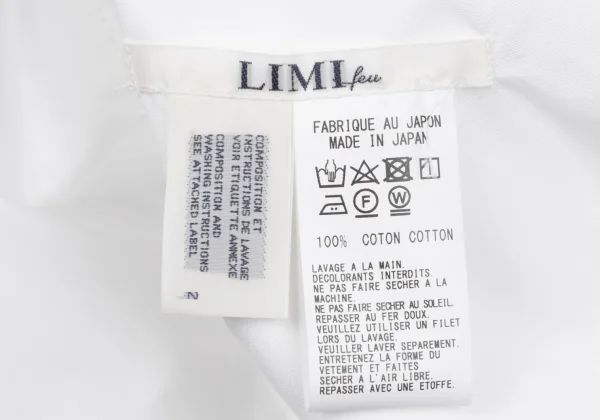 LIMI feu
COMPOSITION ET
INSTRUCTIONS DE LAVAGE
VOIR ETIQUETTE ANNEXE
COMPOSITION AND
WASHING INSTRUCTIONS
SEE ATTACHED LABEL
2
FABRIQUE AU JAPON
MADE IN JAPAN
F W
100% COTON COTTON
LAVAGE A LA MAIN.
DECOLORANTS INTERDITS.
NE PAS FAIRE SECHER A LA
MACHINE.
NE PAS FAIRE SECHER AU SOLEIL.
REPASSER AU FER DOUX.
VEUILLEZ UTILISER UN FILET
LORS DU LAVAGE.
VEUILLER LAVER SEPAREMENT.
ENTRETENEZ LA FORME DU
VETEMENT ET FAITES
SECHER A L'AIR LIBRE.
REPASSER AVEC UNE ETOFFE.